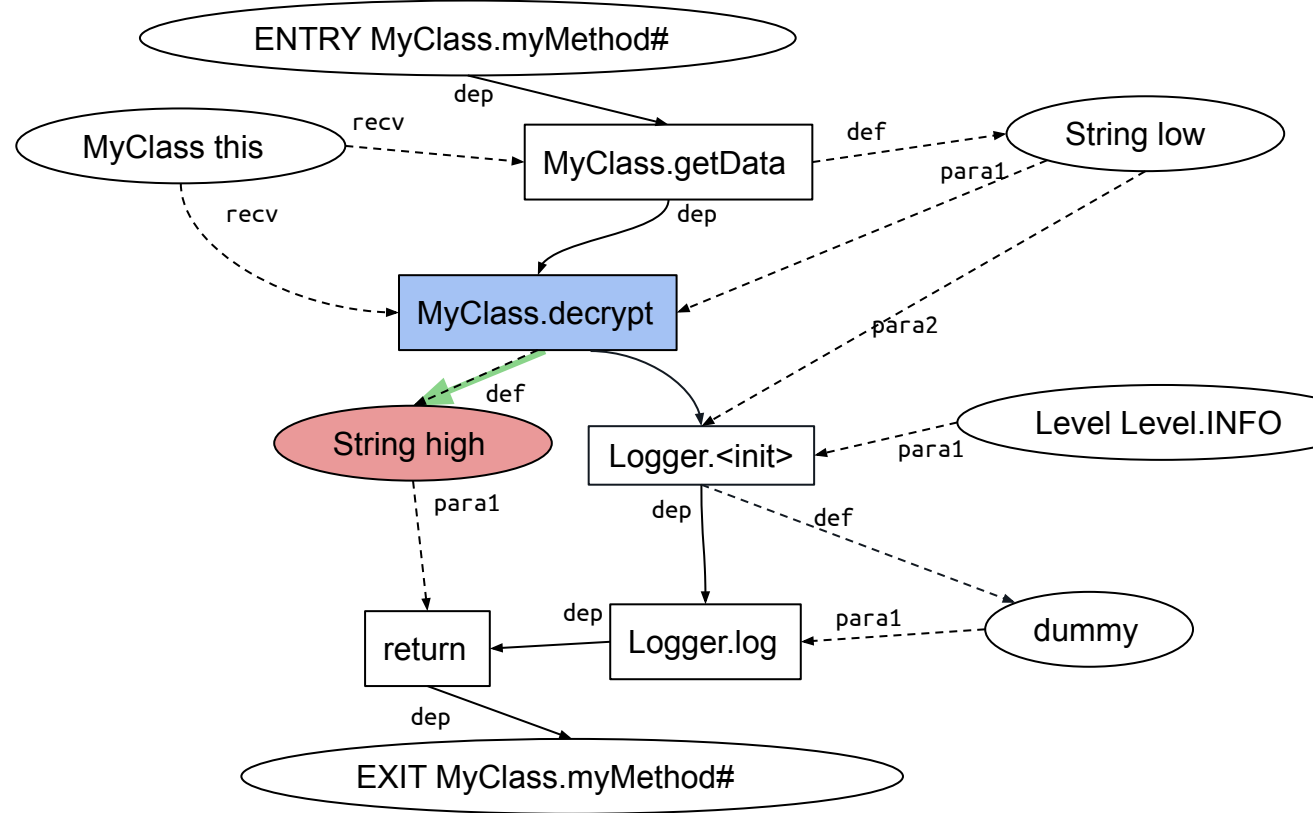 ENTRY MyClass.myMethod#
dep
recv
MyClass this
def
String low
MyClass.getData
para1
recv
dep
MyClass.decrypt
para2
def
String high
Level Level.INFO
Logger.<init>
para1
para1
dep
def
dep
para1
return
Logger.log
dummy
dep
EXIT MyClass.myMethod#